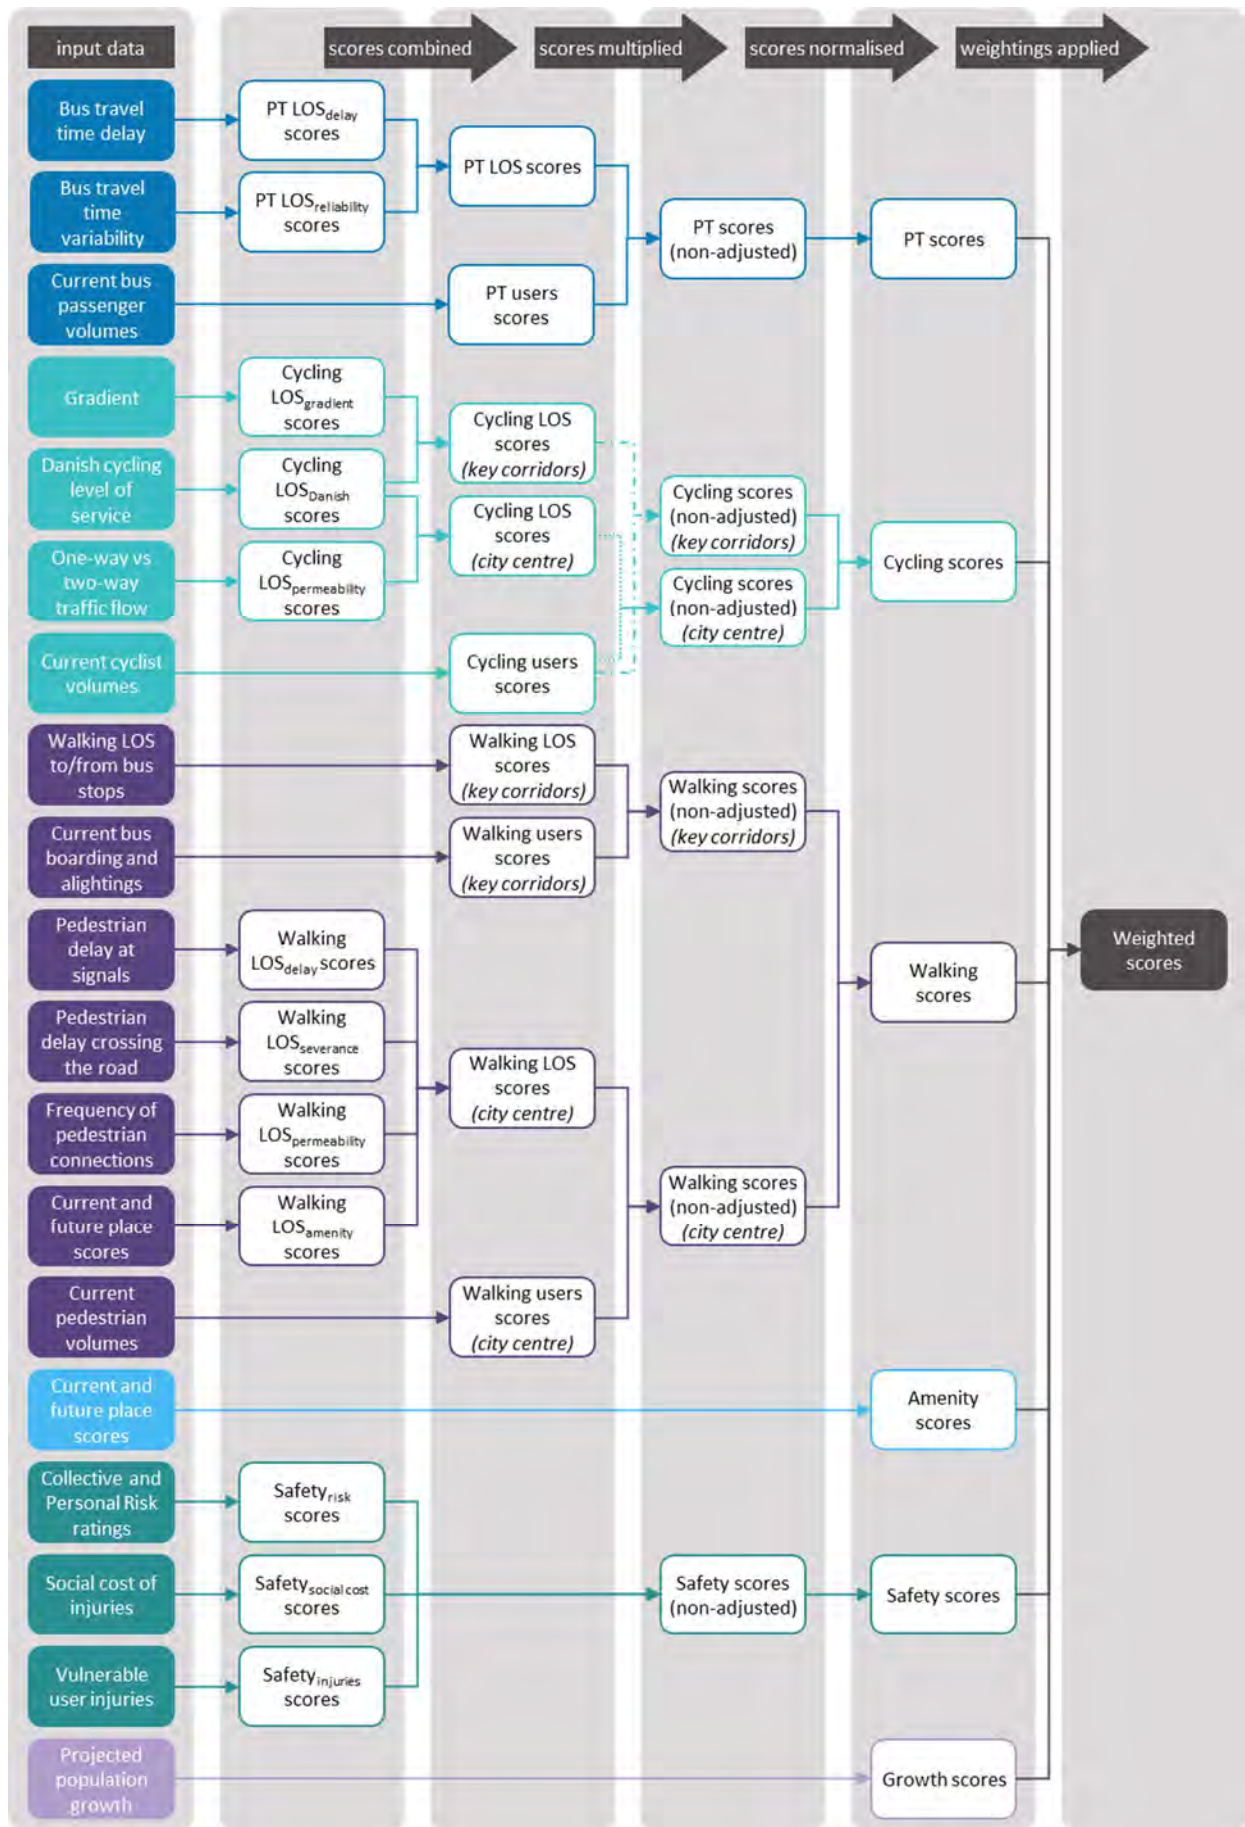 input data
scores combined
scores multiplied
scores normalised
weightings applied
Bus travel
time delay
PT LOSdelay
scores
PT LOS scores
Bus travel
time
variability
PT LOSreliability
scores
PT scores
(non-adjusted)
PT scores
Current bus
passenger
volumes
PT users
scores
Gradient
Cycling
LOSgradient
scores
Cycling LOS
scores
(key corridors)
Danish cycling
level of
service
Cycling
LOSDanish
scores
Cycling LOS
scores
(city centre)
Cycling scores
(non-adjusted)
(key corridors)
Cycling scores
One-way vs
two-way
traffic flow
Cycling
LOSpermeability
scores
Cycling scores
(non-adjusted)
(city centre)
Current cyclist
volumes
Cycling users
scores
Walking LOS
to/from bus
stops
Walking LOS
scores
(key corridors)
Walking scores
(non-adjusted)
(key corridors)
Current bus
boarding and
alightings
Walking users
scores
(key corridors)
Pedestrian
delay at
signals
Walking
LOSdelay scores
Walking
scores
Weighted
scores
Pedestrian
delay crossing
the road
Walking
LOSseverance
scores
Walking LOS
scores
(city centre)
Frequency of
pedestrian
connections
Walking
LOSpermeability
scores
Current and
future place
scores
Walking
LOSamenity
scores
Walking scores
(non-adjusted)
(city centre)
Current
pedestrian
volumes
Walking users
scores
(city centre)
Current and
future place
scores
Amenity
scores
Collective and
Personal Risk
ratings
Safetyrisk
scores
Social cost of
injuries
Safetysocial cost
scores
Safety scores
(non-adjusted)
Safety scores
Vulnerable
user injuries
Safetyinjuries
scores
Projected
population
growth
Growth scores